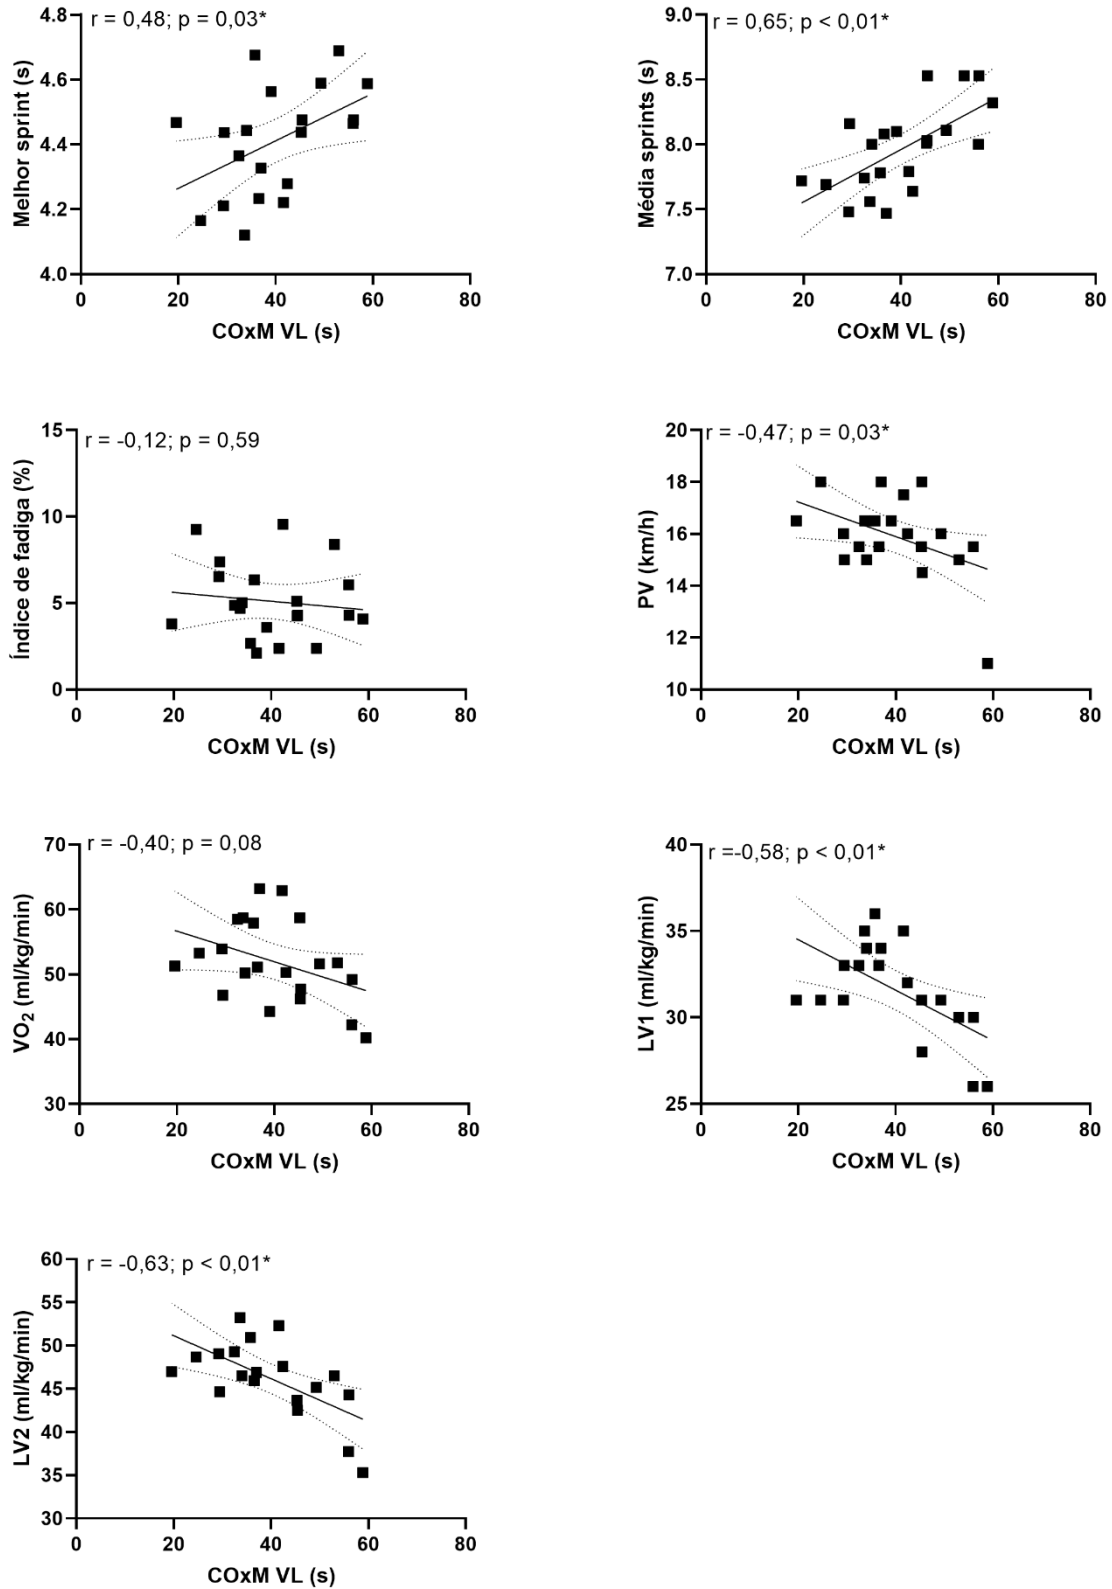 r = 0,48; p = 0,03*
Melhor sprint (s)
4.8
4.6
4.4
4.2
4.0
0 20 40 60 80
COxM VL (s)
r = 0,65; p < 0,01*
Média sprints (s)
9.0
8.5
8.0
7.5
7.0
0 20 40 60 80
COxM VL (s)
r = -0,12; p = 0,59
Índice de fadiga (%)
15
10
5
0
0 20 40 60 80
COxM VL (s)
r = -0,47; p = 0,03*
PV (km/h)
20
18
16
14
12
10
0 20 40 60 80
COxM VL (s)
r = -0,40; p = 0,08
VO2 (ml/kg/min)
70
60
50
40
30
0 20 40 60 80
COxM VL (s)
r =-0,58; p < 0,01*
LV1 (ml/kg/min)
40
35
30
25
0 20 40 60 80
COxM VL (s)
r = -0,63; p < 0,01*
LV2 (ml/kg/min)
60
55
50
45
40
35
30
0 20 40 60 80
COxM VL (s)